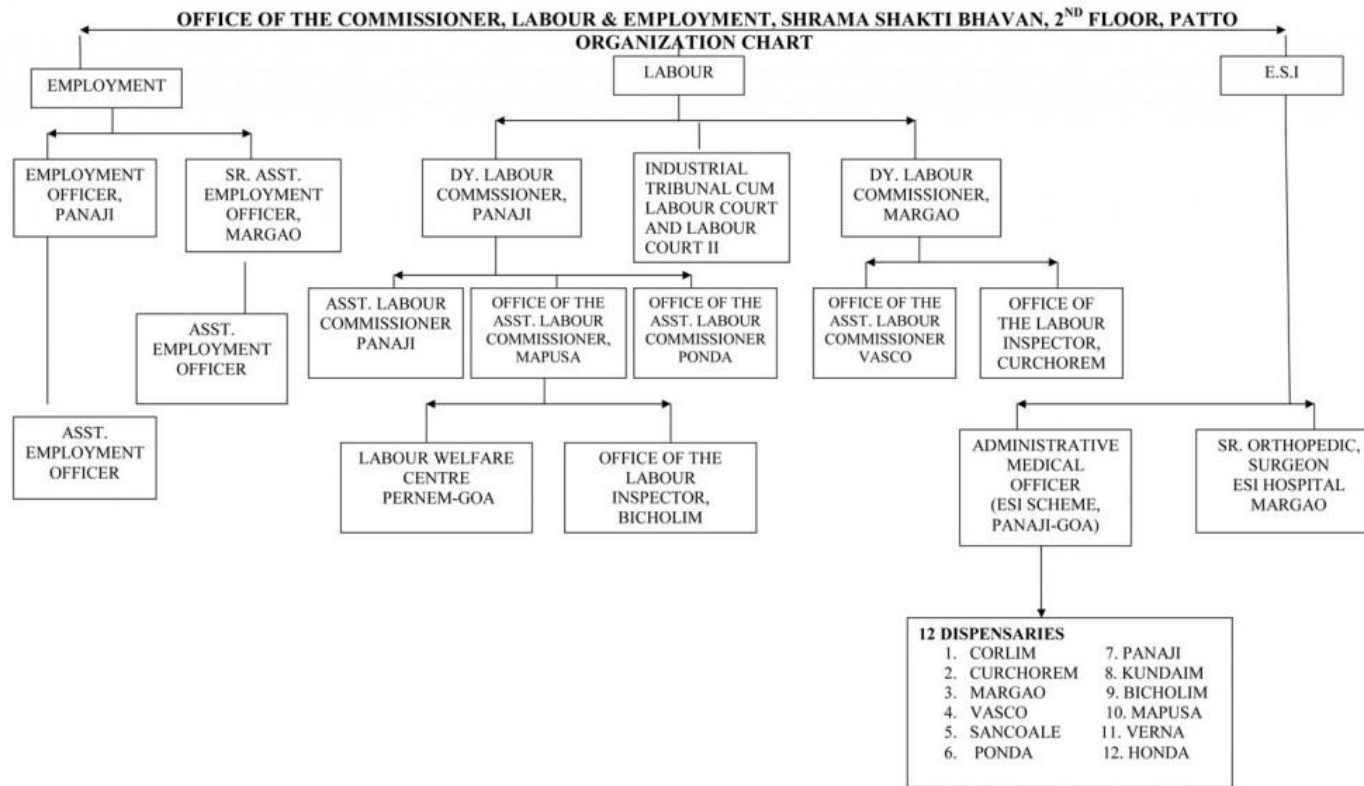 OFFICE OF THE COMMISSIONER, LABOUR & EMPLOYMENT, SHRAMA SHAKTI BHAVAN, 2ND FLOOR, PATTO
ORGANIZATION CHART
EMPLOYMENT
LABOUR
E.S.I
EMPLOYMENT
OFFICER,
PANAJI
SR. ASST.
EMPLOYMENT
OFFICER,
MARGAO
DY. LABOUR
COMMSSIONER,
PANAJI
INDUSTRIAL
TRIBUNAL CUM
LABOUR COURT
AND LABOUR
COURT II
DY. LABOUR
COMMISSIONER,
MARGAO
ASST. LABOUR
COMMISSIONER
PANAJI
OFFICE OF THE
ASST. LABOUR
COMMISSIONER,
MAPUSA
OFFICE OF THE
ASST. LABOUR
COMMISSIONER
PONDA
OFFICE OF THE
ASST. LABOUR
COMMISSIONER
VASCO
OFFICE OF
THE LABOUR
INSPECTOR,
CURCHOREM
ASST.
EMPLOYMENT
OFFICER
ASST.
EMPLOYMENT
OFFICER
LABOUR WELFARE
CENTRE
PERNEM-GOA
OFFICE OF THE
LABOUR
INSPECTOR,
BICHOLIM
ADMINISTRATIVE
MEDICAL
OFFICER
(ESI SCHEME,
PANAJI-GOA)
SR. ORTHOPEDIC,
SURGEON
ESI HOSPITAL
MARGAO
12 DISPENSARIES
1. CORLIM 7. PANAJI
2. CURCHOREM 8. KUNDAIM
3. MARGAO 9. BICHOLIM
4. VASCO 10. MAPUSA
5. SANCOALE 11. VERNA
6. PONDA 12. HONDA